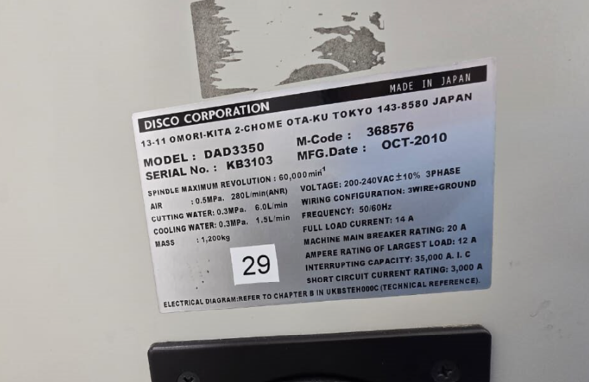 DISCO CORPORATION MADE IN JAPAN
13-11 OMORI-KITA 2-CHOME OTA-KU TOKYO 143-8580 JAPAN
MODEL : DAD3350 M-Code : 368576
SERIAL No. : KB3103 MFG.Date : OCT-2010
SPINDLE MAXIMUM REVOLUTION : 60,000min⁻¹
AIR : 0.5MPa. 280L/min(ANR)
CUTTING WATER: 0.3MPa. 6.0L/min
COOLING WATER: 0.3MPa. 1.5L/min
MASS : 1,200kg
VOLTAGE: 200-240VAC ±10% 3PHASE
WIRING CONFIGURATION: 3WIRE+GROUND
FREQUENCY: 50/60Hz
FULL LOAD CURRENT: 14 A
MACHINE MAIN BREAKER RATING: 20 A
AMPERE RATING OF LARGEST LOAD: 12 A
INTERRUPTING CAPACITY: 35,000 A. I. C
SHORT CIRCUIT CURRENT RATING: 3,000 A
29
ELECTRICAL DIAGRAM:REFER TO CHAPTER 8 IN UKBSTEH000C (TECHNICAL REFERENCE).